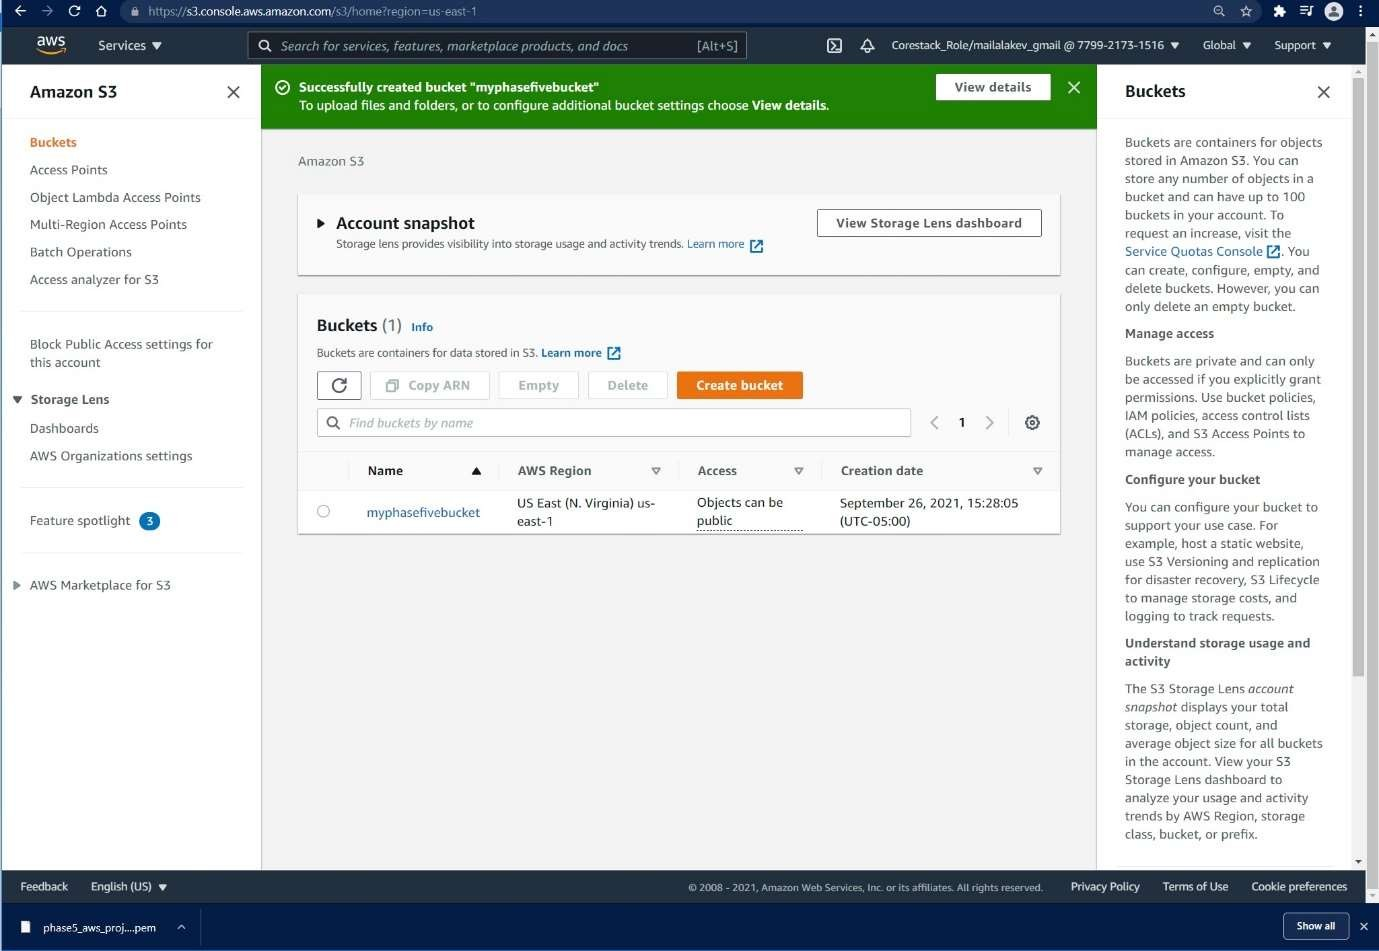 https://s3.console.aws.amazon.com/s3/home?region=us-east-1
aws
Services
Search for services, features, marketplace products, and docs
[Alt+S]
Corestack_Role/mailalakev_gmail @ 7799-2173-1516
Global
Support
Amazon S3
Buckets
Access Points
Object Lambda Access Points
Multi-Region Access Points
Batch Operations
Access analyzer for S3
Block Public Access settings for
this account
Storage Lens
Dashboards
AWS Organizations settings
Feature spotlight 3
AWS Marketplace for S3
Successfully created bucket "myphasefivebucket"
To upload files and folders, or to configure additional bucket settings choose View details.
View details
Amazon S3
Account snapshot
Storage lens provides visibility into storage usage and activity trends. Learn more
View Storage Lens dashboard
Buckets (1) Info
Buckets are containers for data stored in S3. Learn more
Copy ARN
Empty
Delete
Create bucket
Find buckets by name
1
Name
AWS Region
Access
Creation date
myphasefivebucket
US East (N. Virginia) us-
east-1
Objects can be
public
September 26, 2021, 15:28:05
(UTC-05:00)
Buckets
Buckets are containers for objects
stored in Amazon S3. You can
store any number of objects in a
bucket and can have up to 100
buckets in your account. To
request an increase, visit the
Service Quotas Console. You
can create, configure, empty, and
delete buckets. However, you can
only delete an empty bucket.
Manage access
Buckets are private and can only
be accessed if you explicitly grant
permissions. Use bucket policies,
IAM policies, access control lists
(ACLs), and S3 Access Points to
manage access.
Configure your bucket
You can configure your bucket to
support your use case. For
example, host a static website,
use S3 Versioning and replication
for disaster recovery, S3 Lifecycle
to manage storage costs, and
logging to track requests.
Understand storage usage and
activity
The S3 Storage Lens account
snapshot displays your total
storage, object count, and
average object size for all buckets
in the account. View your S3
Storage Lens dashboard to
analyze your usage and activity
trends by AWS Region, storage
class, bucket, or prefix.
Feedback
English (US)
© 2008 - 2021, Amazon Web Services, Inc. or its affiliates. All rights reserved.
Privacy Policy
Terms of Use
Cookie preferences
phase5_aws_proj....pem
Show all